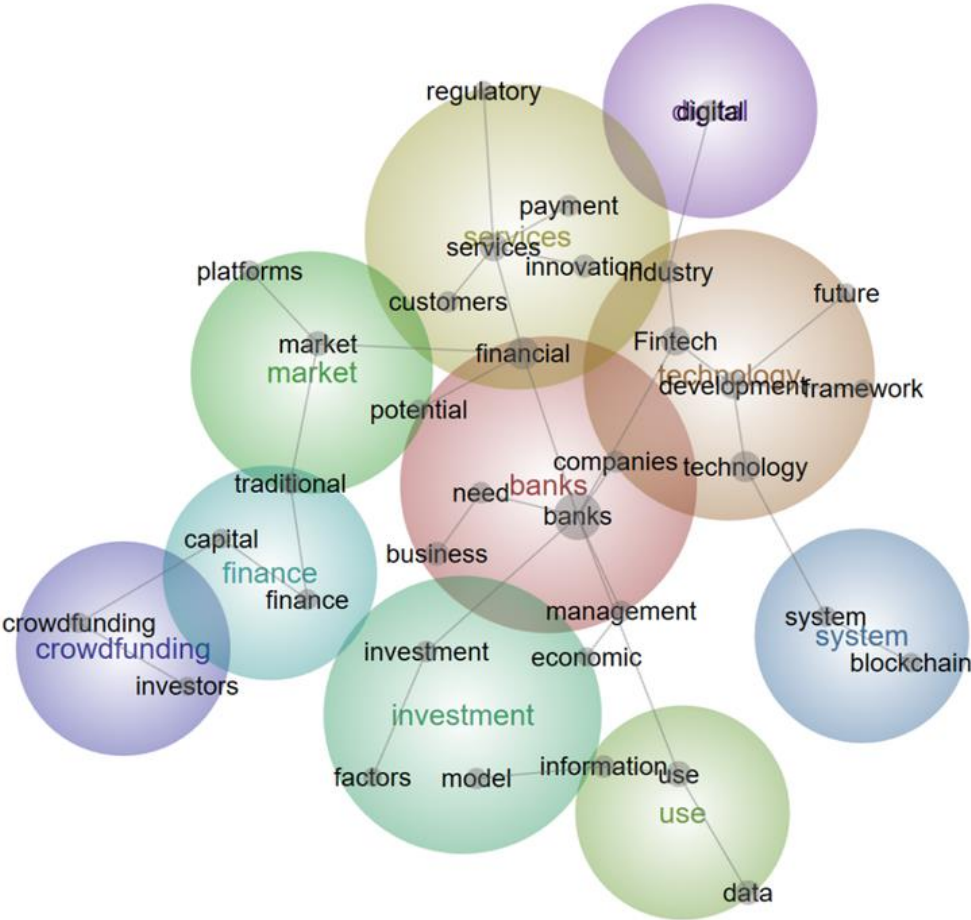 regulatory
digital
digital
payment
services
services
innovation
industry
platforms
customers
future
market
financial
Fintech
market
technology
development
framework
potential
companies
technology
traditional
need
banks
banks
capital
business
finance
finance
management
crowdfunding
system
system
crowdfunding
investment
economic
blockchain
investors
investment
factors
model
information
use
use
data